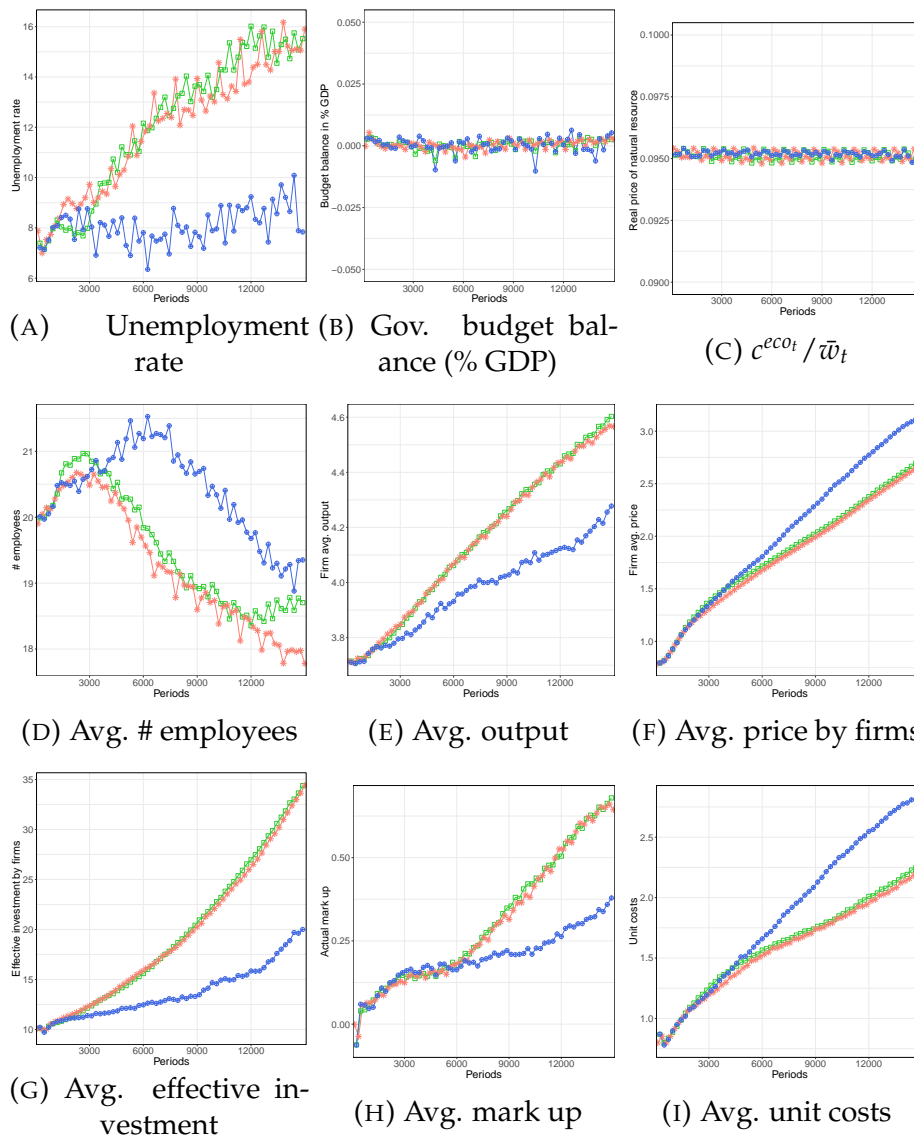 16
14
12
10
8
6
Unemployment rate
3000 6000 9000 12000
Periods
0.050
0.025
0.000
-0.025
-0.050
Budget balance in % GDP
3000 6000 9000 12000
Periods
0.1000
0.0975
0.0950
0.0925
0.0900
Real price of natural resource
3000 6000 9000 12000
Periods
(A) Unemployment
rate
(B) Gov. budget bal-
ance (% GDP)
(C) c^{eco_t}/w̄_t
21
20
19
18
# employees
3000 6000 9000 12000
Periods
4.6
4.4
4.2
4.0
3.8
Firm avg. output
3000 6000 9000 12000
Periods
3.0
2.5
2.0
1.5
1.0
Firm avg. price
3000 6000 9000 12000
Periods
(D) Avg. # employees
(E) Avg. output
(F) Avg. price by firms
35
30
25
20
15
10
Effective investment by firms
3000 6000 9000 12000
Periods
0.50
0.25
0.00
Actual mark up
3000 6000 9000 12000
Periods
2.5
2.0
1.5
1.0
Unit costs
3000 6000 9000 12000
Periods
(G) Avg. effective in-
vestment
(H) Avg. mark up
(I) Avg. unit costs